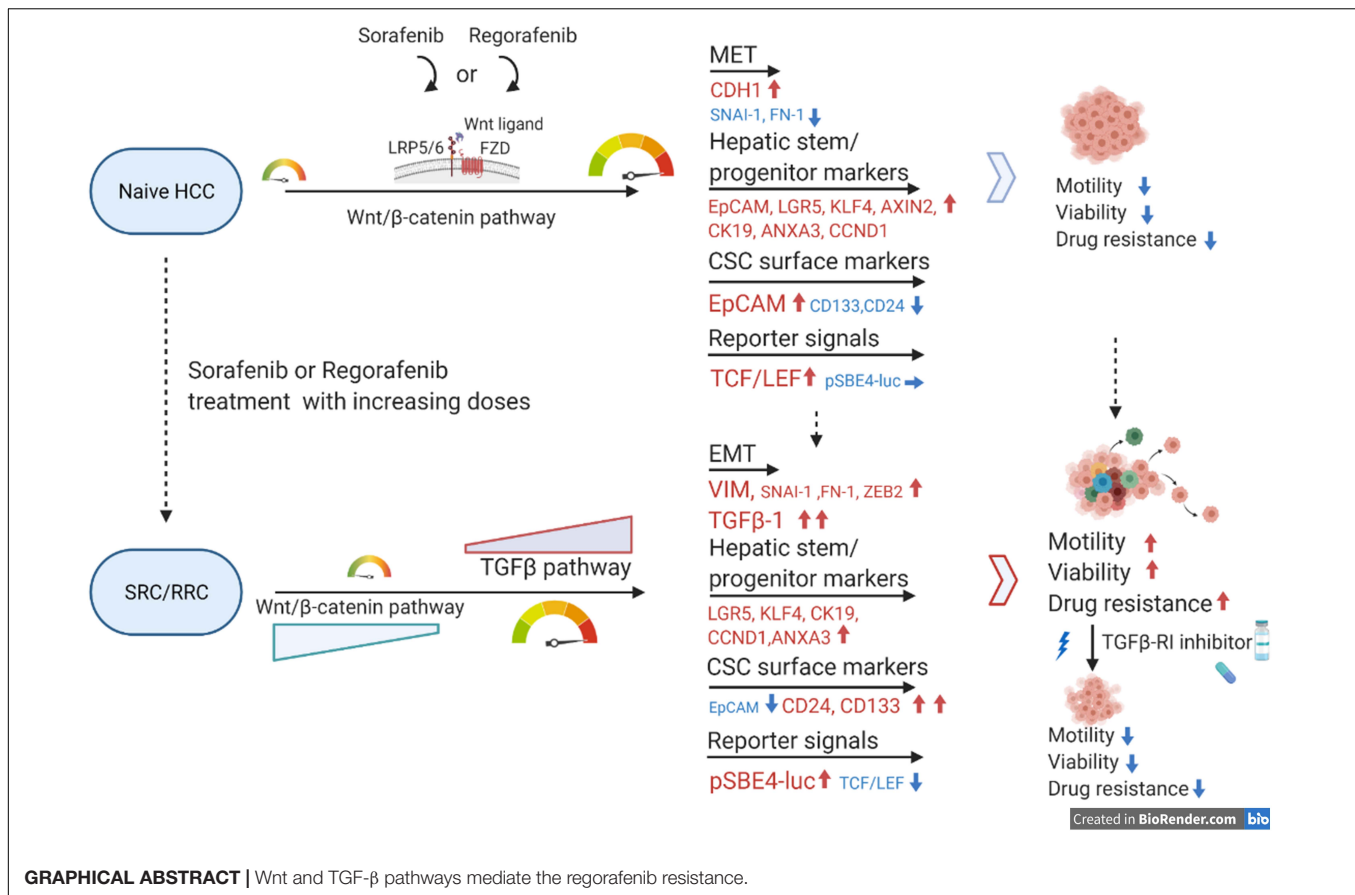 Sorafenib Regorafenib
or
Wnt ligand
LRP5/6 FZD
Naive HCC
Wnt/β-catenin pathway
MET
CDH1
SNAI-1, FN-1
Hepatic stem/
progenitor markers
EpCAM, LGR5, KLF4, AXIN2,
CK19, ANXA3, CCND1
CSC surface markers
EpCAM CD133,CD24
Reporter signals
TCF/LEF pSBE4-luc
Motility
Viability
Drug resistance
Sorafenib or Regorafenib
treatment with increasing doses
SRC/RRC
TGFβ pathway
Wnt/β-catenin pathway
EMT
VIM, SNAI-1 ,FN-1, ZEB2
TGFβ-1
Hepatic stem/
progenitor markers
LGR5, KLF4, CK19,
CCND1,ANXA3
CSC surface markers
EpCAM CD24, CD133
Reporter signals
pSBE4-luc TCF/LEF
Motility
Viability
Drug resistance
TGFβ-RI inhibitor
Motility
Viability
Drug resistance
Created in BioRender.com bio
GRAPHICAL ABSTRACT | Wnt and TGF-β pathways mediate the regorafenib resistance.